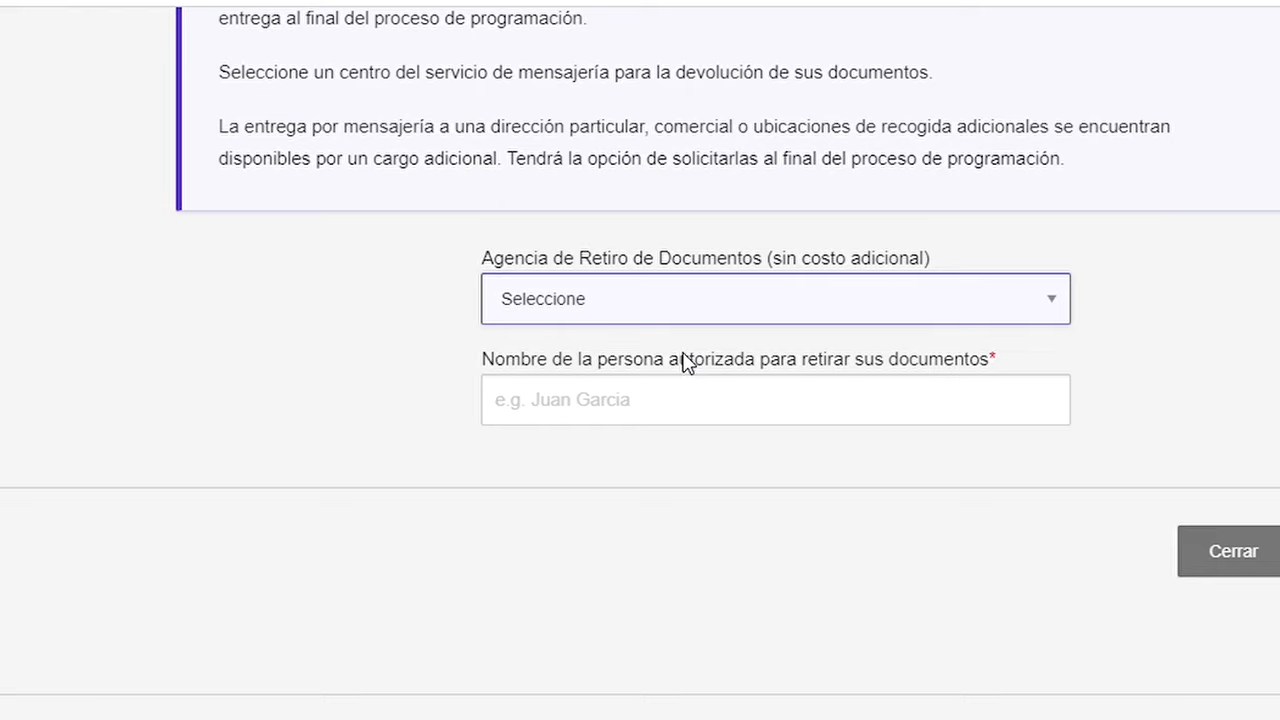 entrega al final del proceso de programación.
Seleccione un centro del servicio de mensajería para la devolución de sus documentos.
La entrega por mensajería a una dirección particular, comercial o ubicaciones de recogida adicionales se encuentran
disponibles por un cargo adicional. Tendrá la opción de solicitarlas al final del proceso de programación.
Agencia de Retiro de Documentos (sin costo adicional)
Seleccione
Nombre de la persona autorizada para retirar sus documentos*
e.g. Juan Garcia
Cerrar